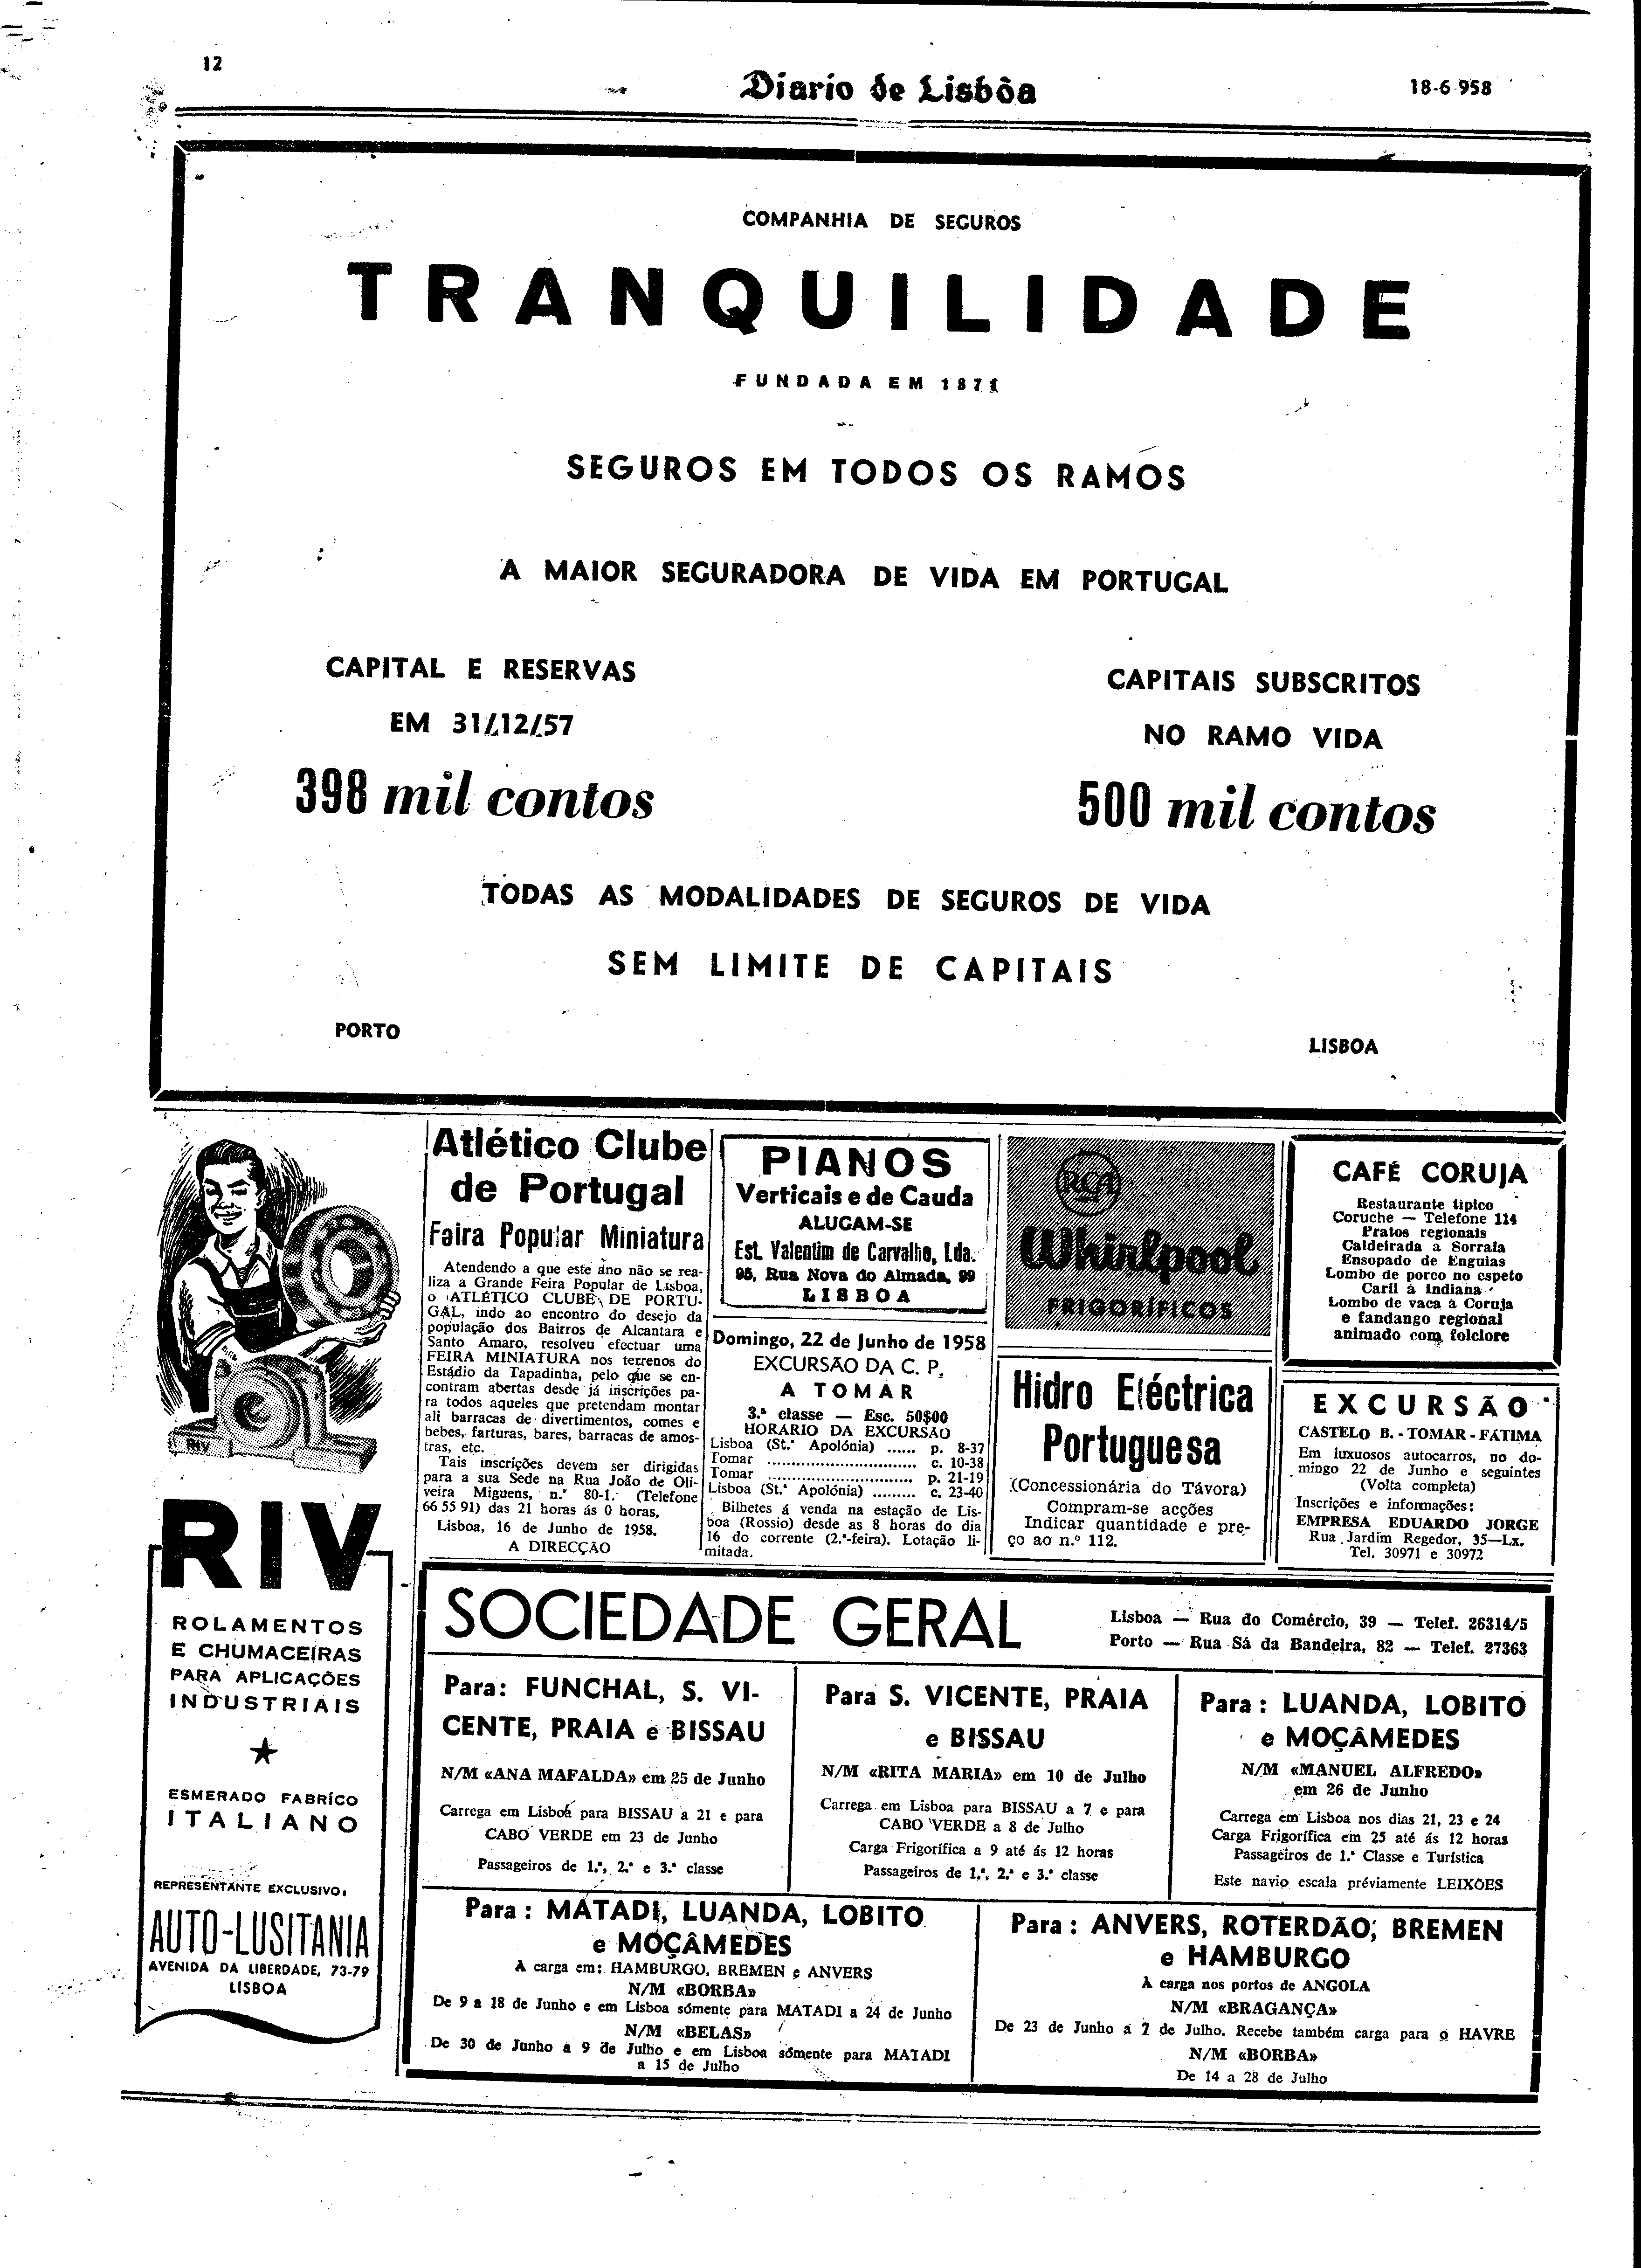 12
Diario de Lisbôa
18-6-958
COMPANHIA DE SEGUROS
TRANQUILIDADE
FUNDADA EM 1871
SEGUROS EM TODOS OS RAMOS
A MAIOR SEGURADORA DE VIDA EM PORTUGAL
CAPITAL E RESERVAS
EM 31/12/57
398 mil contos
CAPITAIS SUBSCRITOS
NO RAMO VIDA
500 mil contos
TODAS AS MODALIDADES DE SEGUROS DE VIDA
SEM LIMITE DE CAPITAIS
PORTO
LISBOA
RIV
RIV
ROLAMENTOS
E CHUMACEIRAS
PARA APLICAÇÕES
INDUSTRIAIS
ESMERADO FABRÍCO
ITALIANO
REPRESENTANTE EXCLUSIVO:
AUTO-LUSITANIA
AVENIDA DA LIBERDADE, 73-79
LISBOA
Atlético Clube
de Portugal
Feira Popular Miniatura
Atendendo a que este ano não se rea-
liza a Grande Feira Popular de Lisboa,
o ATLÉTICO CLUBE DE PORTU-
GAL, indo ao encontro do desejo da
população dos Bairros de Alcantara e
Santo Amaro, resolveu efectuar uma
FEIRA MINIATURA nos terrenos do
Estádio da Tapadinha, pelo que se en-
contram abertas desde já inscrições pa-
ra todos aqueles que pretendam montar
ali barracas de divertimentos, comes e
bebes, farturas, bares, barracas de amos-
tras, etc.
Tais inscrições devem ser dirigidas
para a sua Sede na Rua João de Oli-
veira Miguens, n.º 80-1. (Telefone
66 55 91) das 21 horas ás 0 horas,
Lisboa, 16 de Junho de 1958.
A DIRECÇÃO
PIANOS
Verticais e de Cauda
ALUGAM-SE
Est. Valentim de Carvalho, Lda.
95, Rua Nova do Almada, 99
LISBOA
Domingo, 22 de Junho de 1958
EXCURSÃO DA C. P.
A TOMAR
3.ª classe — Esc. 50$00
HORÁRIO DA EXCURSÃO
Lisboa (St.ª Apolónia) ...... p. 8-37
Tomar .............................. c. 10-38
Tomar .............................. p. 21-19
Lisboa (St.ª Apolónia) ......... c. 23-40
Bilhetes á venda na estação de Lis-
boa (Rossio) desde as 8 horas do dia
16 do corrente (2.ª-feira). Lotação li-
mitada.
RCA
Whirlpool
FRIGORÍFICOS
Hidro Eléctrica
Portuguesa
(Concessionária do Távora)
Compram-se acções
Indicar quantidade e pre-
ço ao n.º 112.
CAFÉ CORUJA
Restaurante típico
Coruche — Telefone 114
Pratos regionais
Caldeirada a Sorraia
Ensopado de Enguias
Lombo de porco no espeto
Caril á Indiana
Lombo de vaca à Coruja
e fandango regional
animado com folclore
EXCURSÃO
CASTELO B. - TOMAR - FÁTIMA
Em luxuosos autocarros, no do-
mingo 22 de Junho e seguintes
(Volta completa)
Inscrições e informações:
EMPRESA EDUARDO JORGE
Rua Jardim Regedor, 35—Lx.
Tel. 30971 e 30972
SOCIEDADE GERAL
Lisboa — Rua do Comércio, 39 — Telef. 26314/5
Porto — Rua Sá da Bandeira, 82 — Telef. 27363
Para: FUNCHAL, S. VI-
CENTE, PRAIA e BISSAU
N/M «ANA MAFALDA» em 25 de Junho
Carrega em Lisboa para BISSAU a 21 e para
CABO VERDE em 23 de Junho
Passageiros de 1.ª, 2.ª e 3.ª classe
Para S. VICENTE, PRAIA
e BISSAU
N/M «RITA MARIA» em 10 de Julho
Carrega em Lisboa para BISSAU a 7 e para
CABO VERDE a 8 de Julho
Carga Frigorífica a 9 até ás 12 horas
Passageiros de 1.ª, 2.ª e 3.ª classe
Para: LUANDA, LOBITO
e MOÇÂMEDES
N/M «MANUEL ALFREDO»
em 26 de Junho
Carrega em Lisboa nos dias 21, 23 e 24
Carga Frigorífica em 25 até ás 12 horas
Passageiros de 1.ª Classe e Turística
Este navio escala préviamente LEIXÕES
Para: MATADI, LUANDA, LOBITO
e MOÇÂMEDES
À carga em: HAMBURGO, BREMEN e ANVERS
N/M «BORBA»
De 9 a 18 de Junho e em Lisboa sómente para MATADI a 24 de Junho
N/M «BELAS»
De 30 de Junho a 9 de Julho e em Lisboa sómente para MATADI
a 15 de Julho
Para: ANVERS, ROTERDÃO, BREMEN
e HAMBURGO
À carga nos portos de ANGOLA
N/M «BRAGANÇA»
De 23 de Junho a 2 de Julho. Recebe também carga para o HAVRE
N/M «BORBA»
De 14 a 28 de Julho